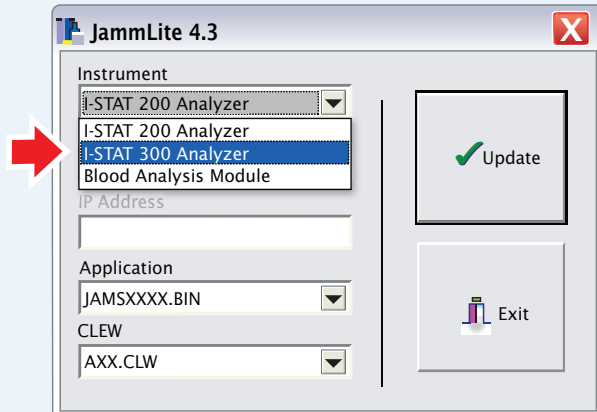 JammLite 4.3
Instrument
I-STAT 200 Analyzer
I-STAT 200 Analyzer
I-STAT 300 Analyzer
Blood Analysis Module
IP Address
Application
JAMSXXXX.BIN
CLEW
AXX.CLW
Update
Exit